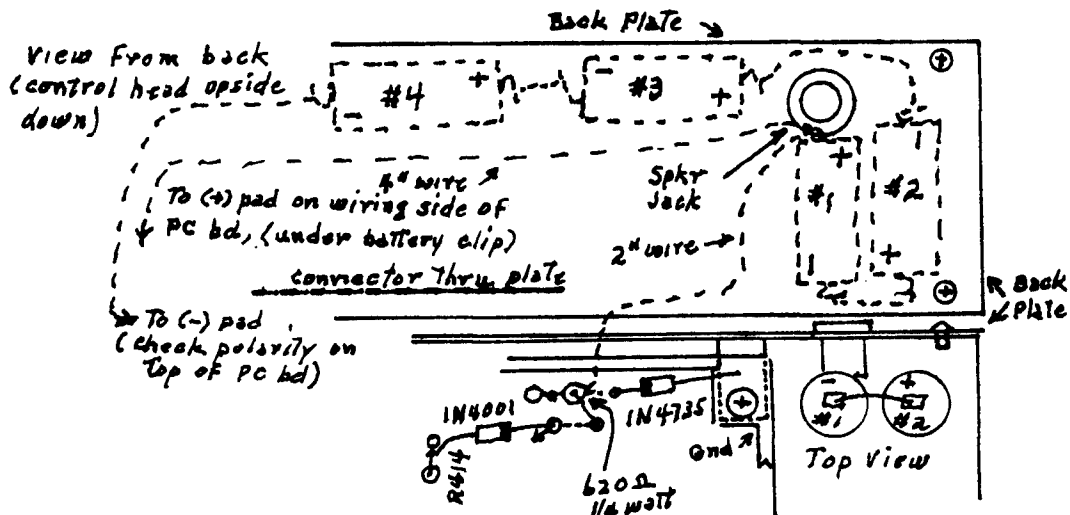 Back Plate
View From back
(control head opside
down)
- #4 +
- #3 +
Spkr
Jack
+
#1
-
-
#2
+
4" wire
To (+) pad on wiring side of
PC bd, (under battery clip)
connector thru plate
2" wire
Back
Plate
To (-) pad
(check polarity on
Top of PC bd)
1N4001
1N4735
R414
620Ω
1/4 watt
Gnd
- #1
+ #2
Top View